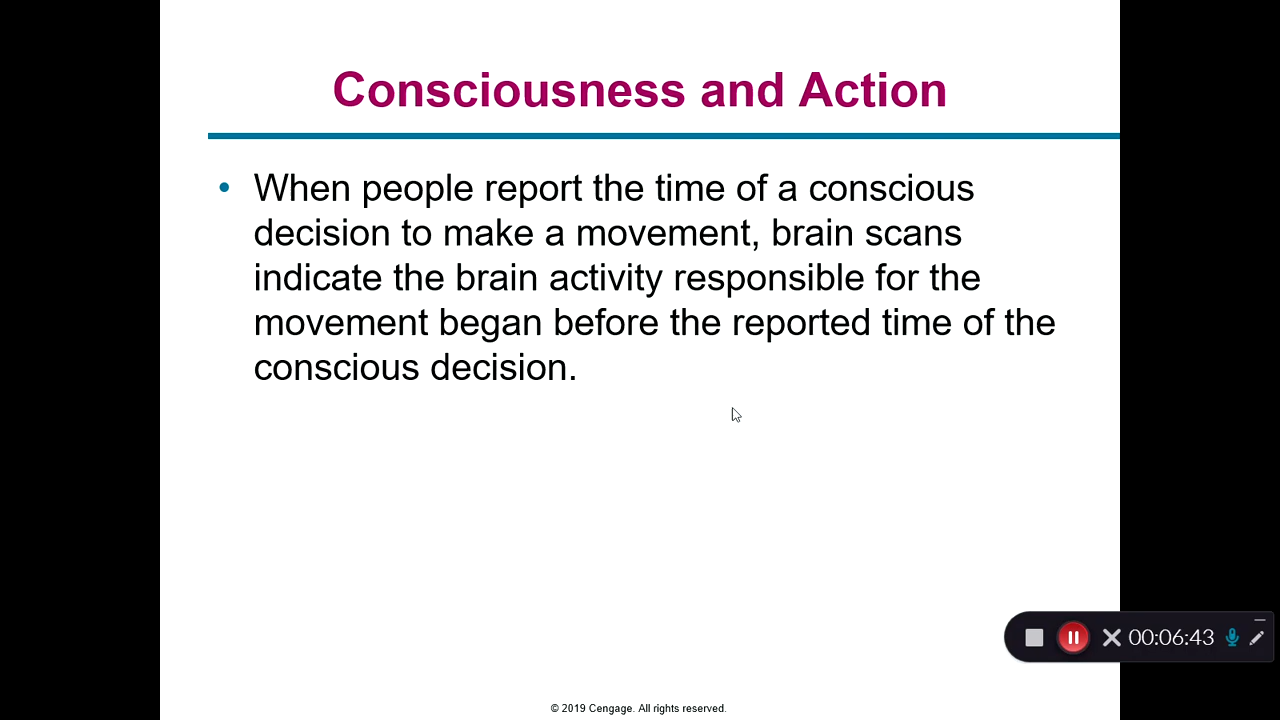 Consciousness and Action
• When people report the time of a conscious
decision to make a movement, brain scans
indicate the brain activity responsible for the
movement began before the reported time of the
conscious decision.
00:06:43
© 2019 Cengage. All rights reserved.